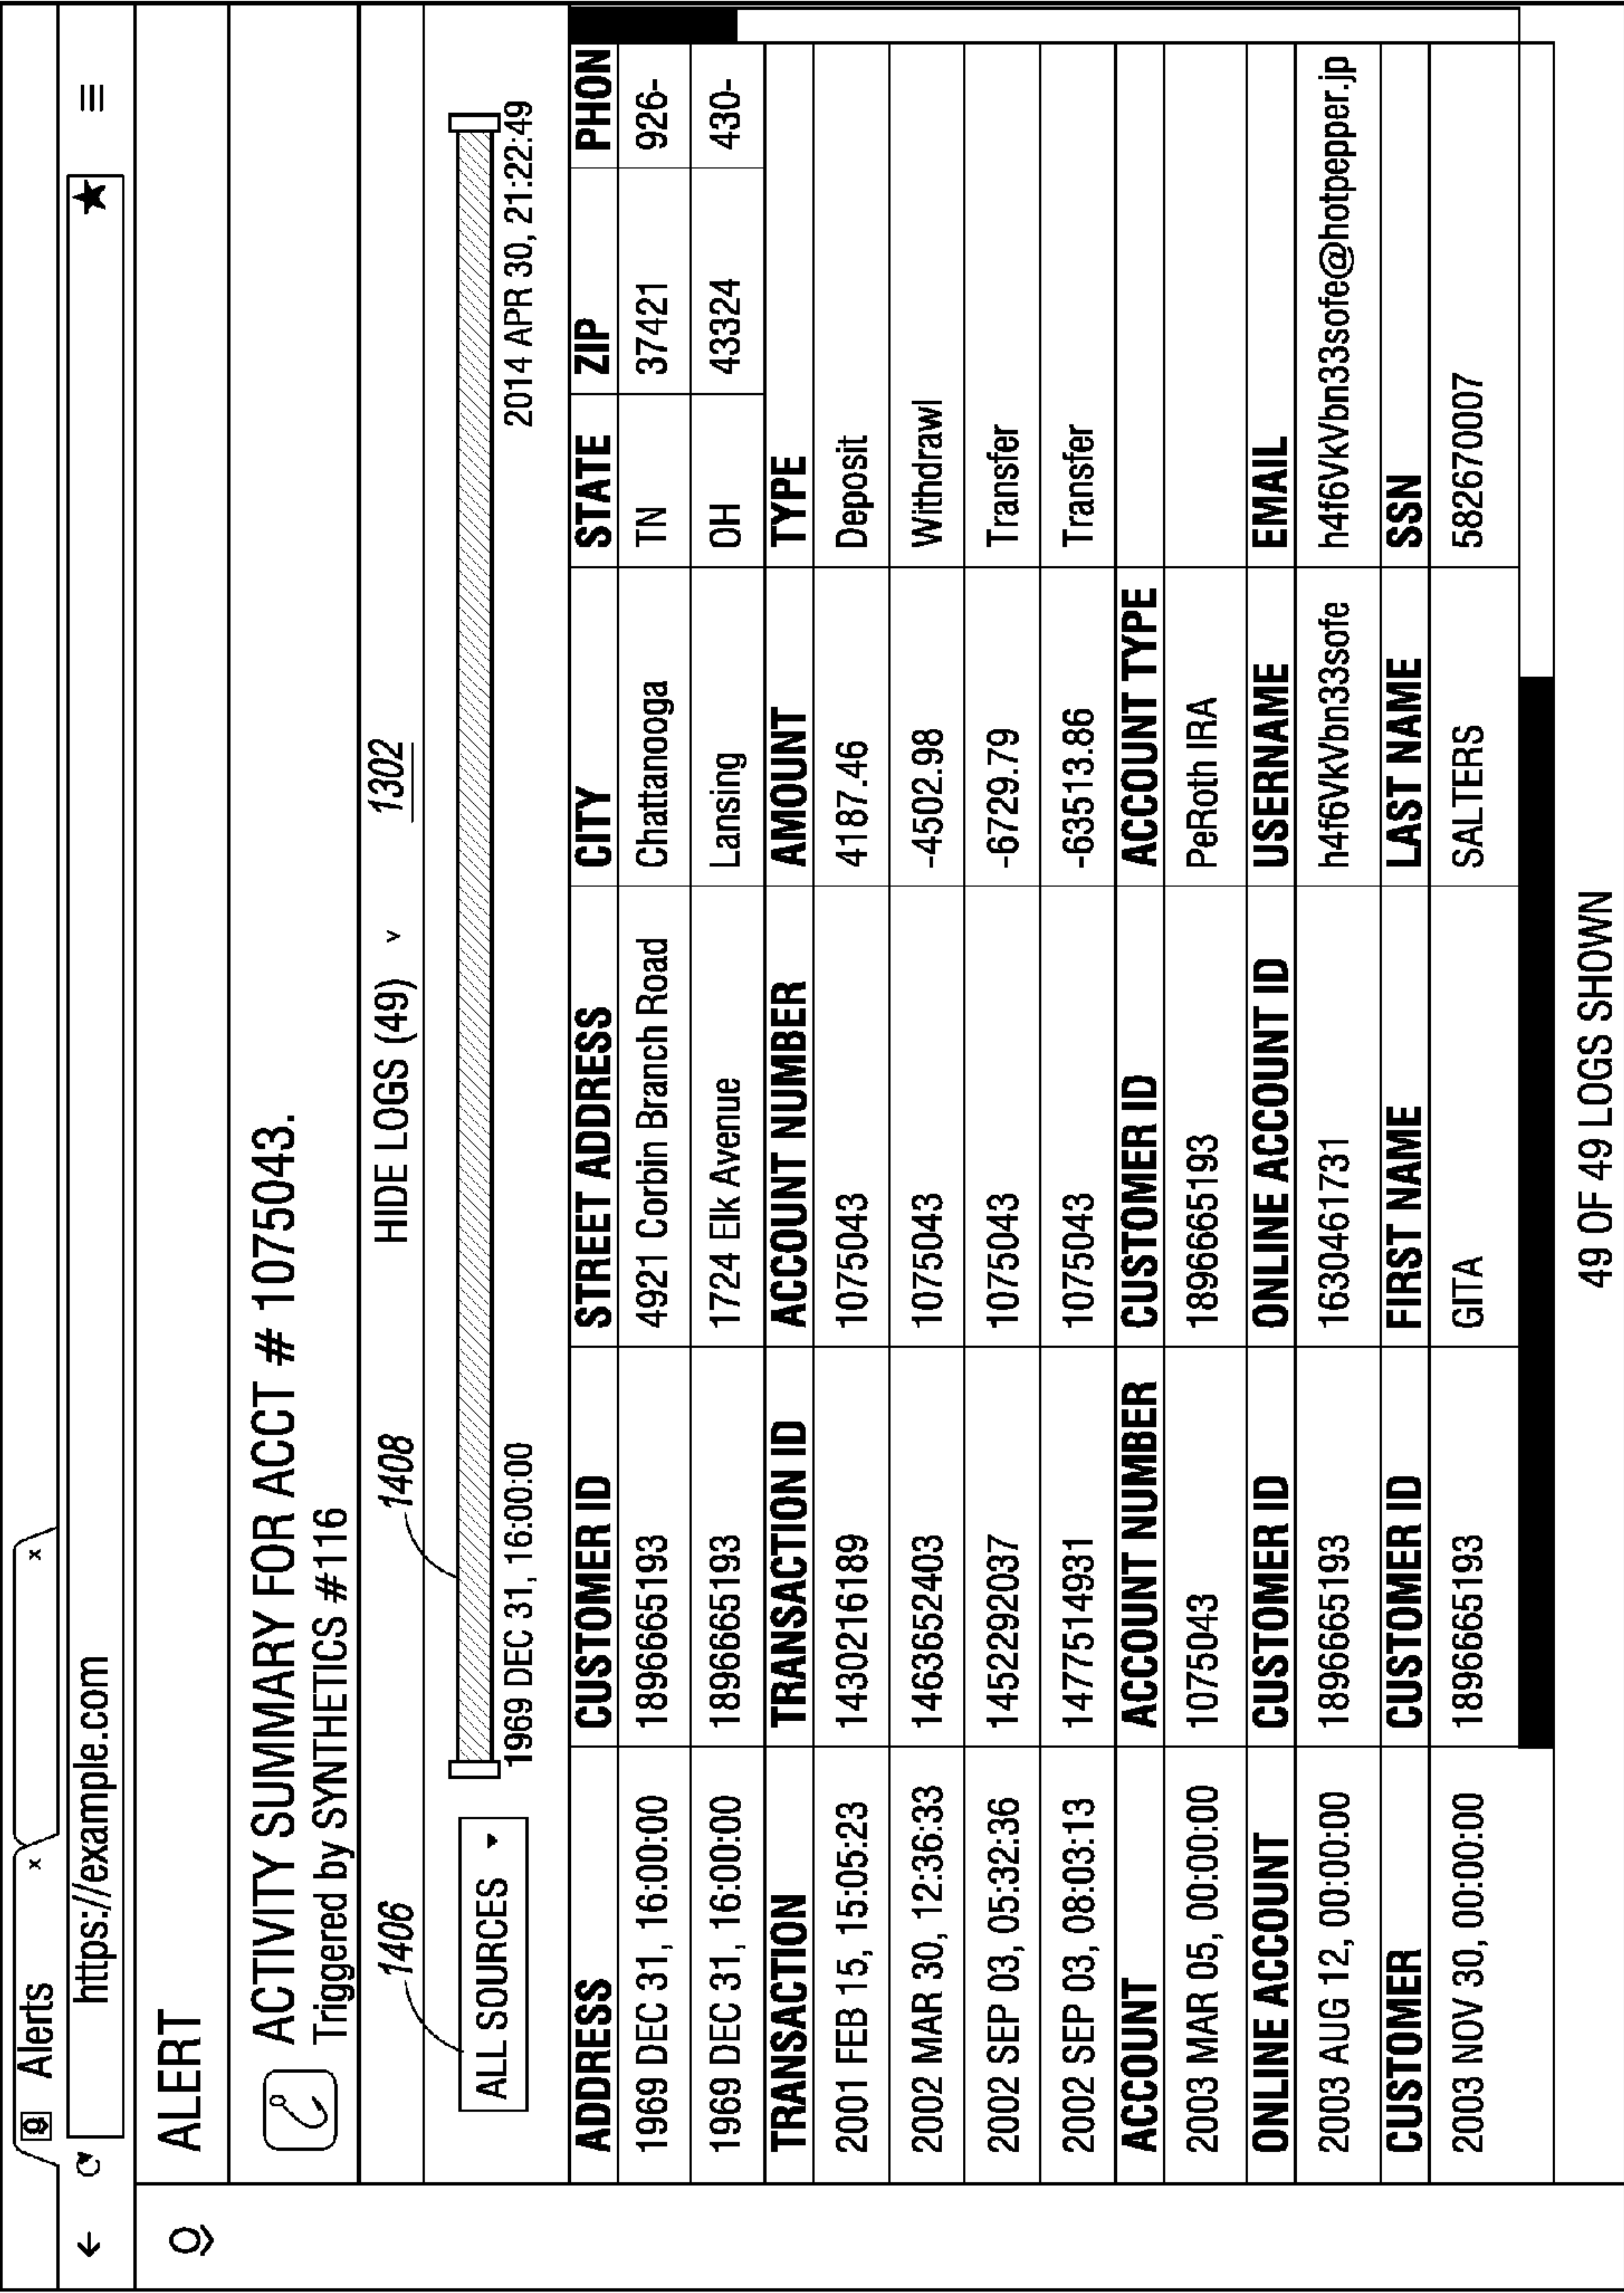 Alerts x x
https://example.com
ALERT
ACTIVITY SUMMARY FOR ACCT # 1075043.
Triggered by SYNTHETICS #116
HIDE LOGS (49) v 1302
1406 1408
ALL SOURCES
1969 DEC 31, 16:00:00 2014 APR 30, 21:22:49
ADDRESS CUSTOMER ID STREET ADDRESS CITY STATE ZIP PHON
1969 DEC 31, 16:00:00 1896665193 4921 Corbin Branch Road Chattanooga TN 37421 926-
1969 DEC 31, 16:00:00 1896665193 1724 Elk Avenue Lansing OH 43324 430-
TRANSACTION TRANSACTION ID ACCOUNT NUMBER AMOUNT TYPE
2001 FEB 15, 15:05:23 1430216189 1075043 4187.46 Deposit
2002 MAR 30, 12:36:33 1463652403 1075043 -4502.98 Withdrawl
2002 SEP 03, 05:32:36 1452292037 1075043 -6729.79 Transfer
2002 SEP 03, 08:03:13 1477514931 1075043 -63513.86 Transfer
ACCOUNT ACCOUNT NUMBER CUSTOMER ID ACCOUNT TYPE
2003 MAR 05, 00:00:00 1075043 1896665193 PeRoth IRA
ONLINE ACCOUNT CUSTOMER ID ONLINE ACCOUNT ID USERNAME EMAIL
2003 AUG 12, 00:00:00 1896665193 1630461731 h4f6VkVbn33sofe h4f6VkVbn33sofe@hotpepper.jp
CUSTOMER CUSTOMER ID FIRST NAME LAST NAME SSN
2003 NOV 30, 00:00:00 1896665193 GITA SALTERS 582670007
49 OF 49 LOGS SHOWN